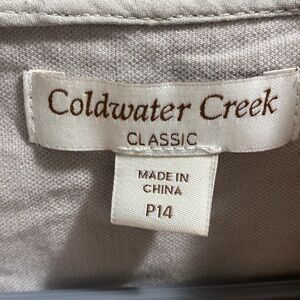 Coldwater Creek
CLASSIC
MADE IN
CHINA
P14